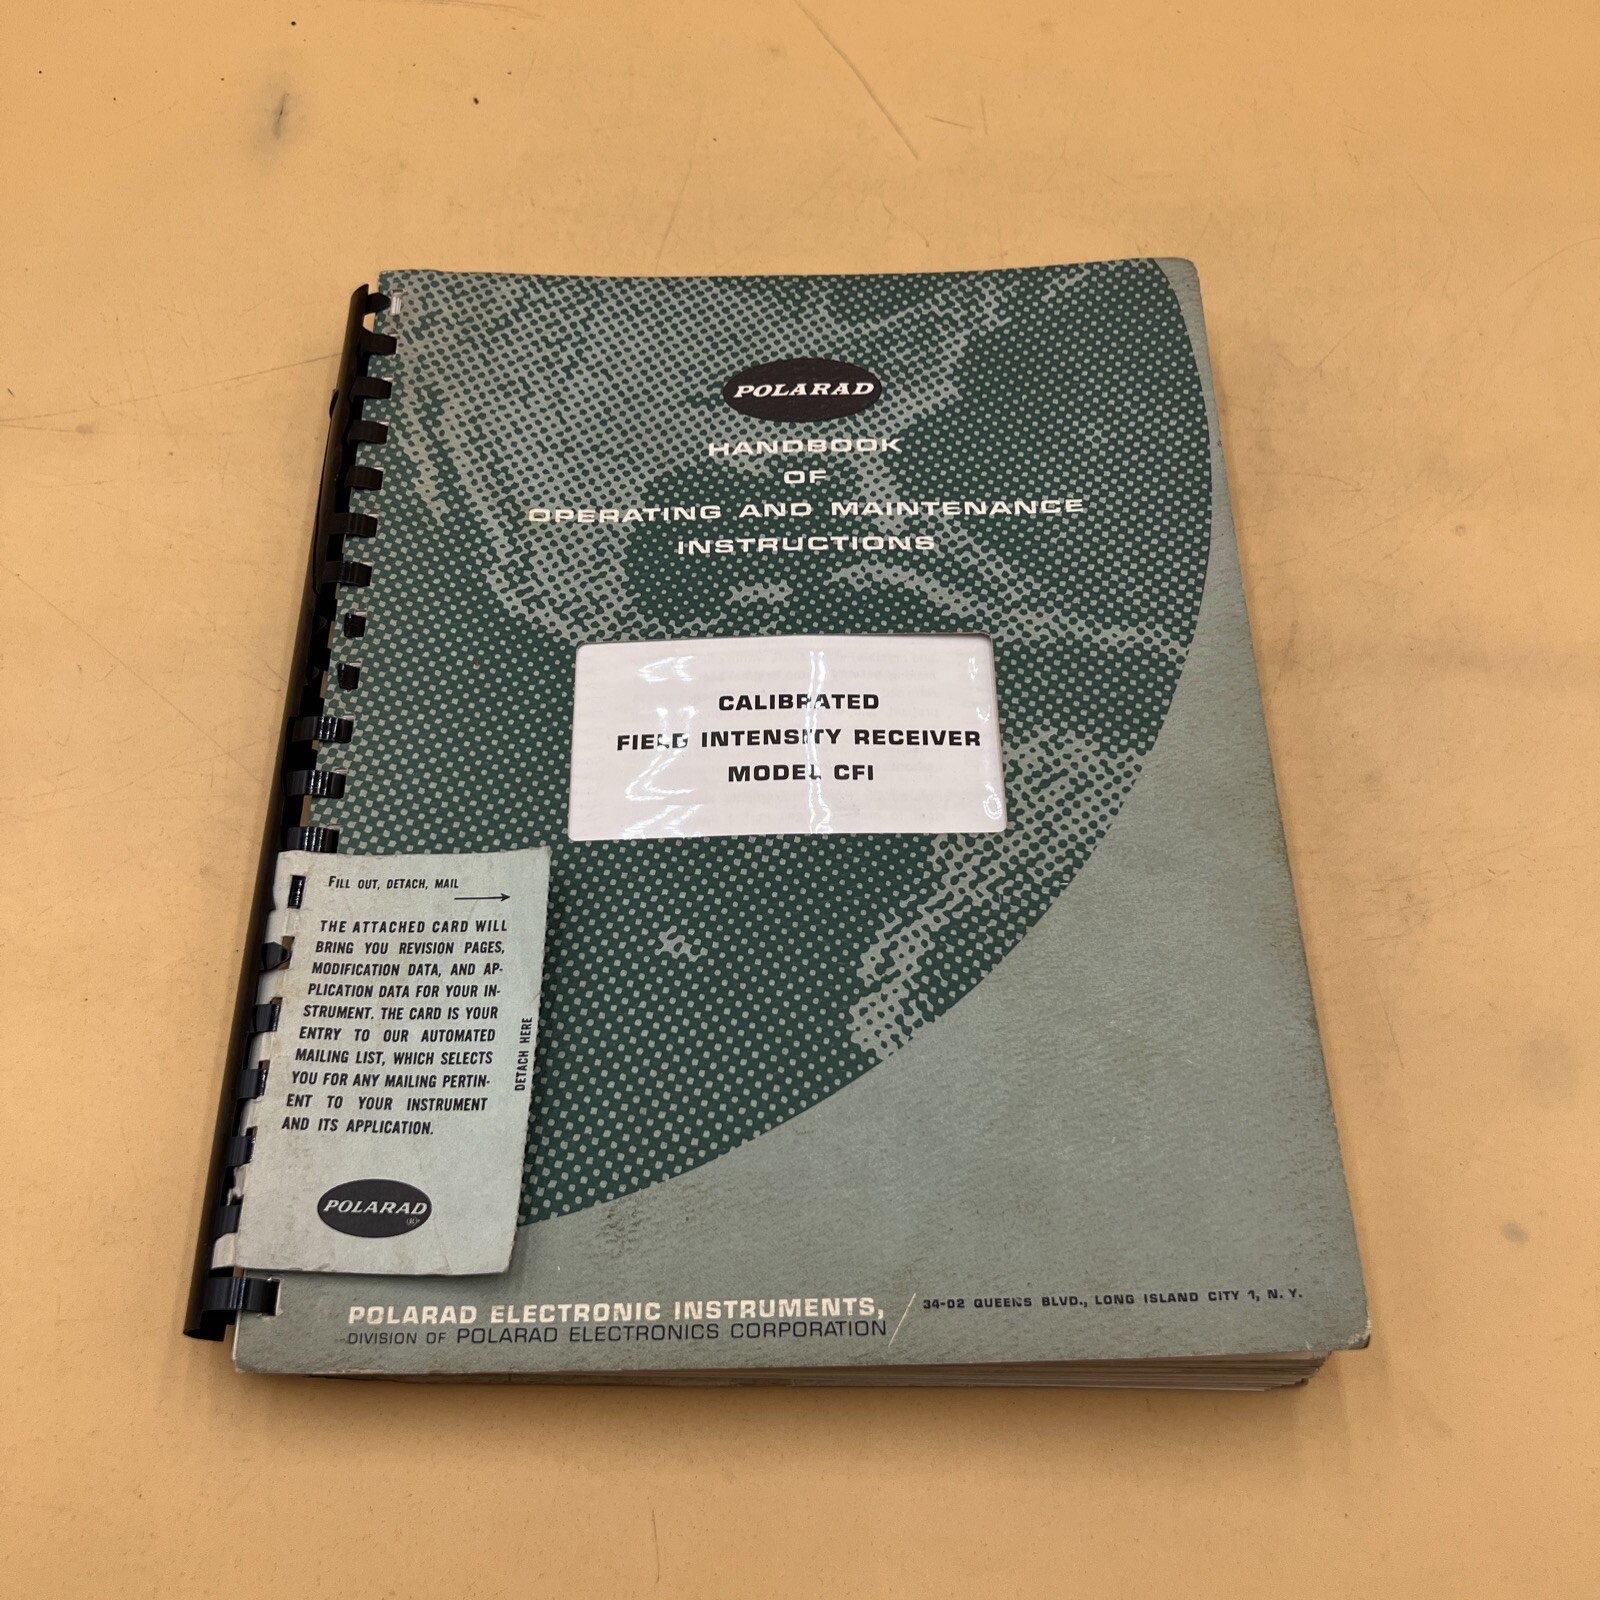 POLARAD
HANDBOOK
OF
OPERATING AND MAINTENANCE
INSTRUCTIONS
CALIBRATED
FIELD INTENSITY RECEIVER
MODEL CFI
FILL OUT, DETACH, MAIL
THE ATTACHED CARD WILL
BRING YOU REVISION PAGES,
MODIFICATION DATA, AND AP-
PLICATION DATA FOR YOUR IN-
STRUMENT. THE CARD IS YOUR
ENTRY TO OUR AUTOMATED
MAILING LIST, WHICH SELECTS
YOU FOR ANY MAILING PERTIN-
ENT TO YOUR INSTRUMENT
AND ITS APPLICATION.
DETACH HERE
POLARAD
POLARAD ELECTRONIC INSTRUMENTS,
DIVISION OF POLARAD ELECTRONICS CORPORATION
34-02 QUEENS BLVD., LONG ISLAND CITY 1, N. Y.